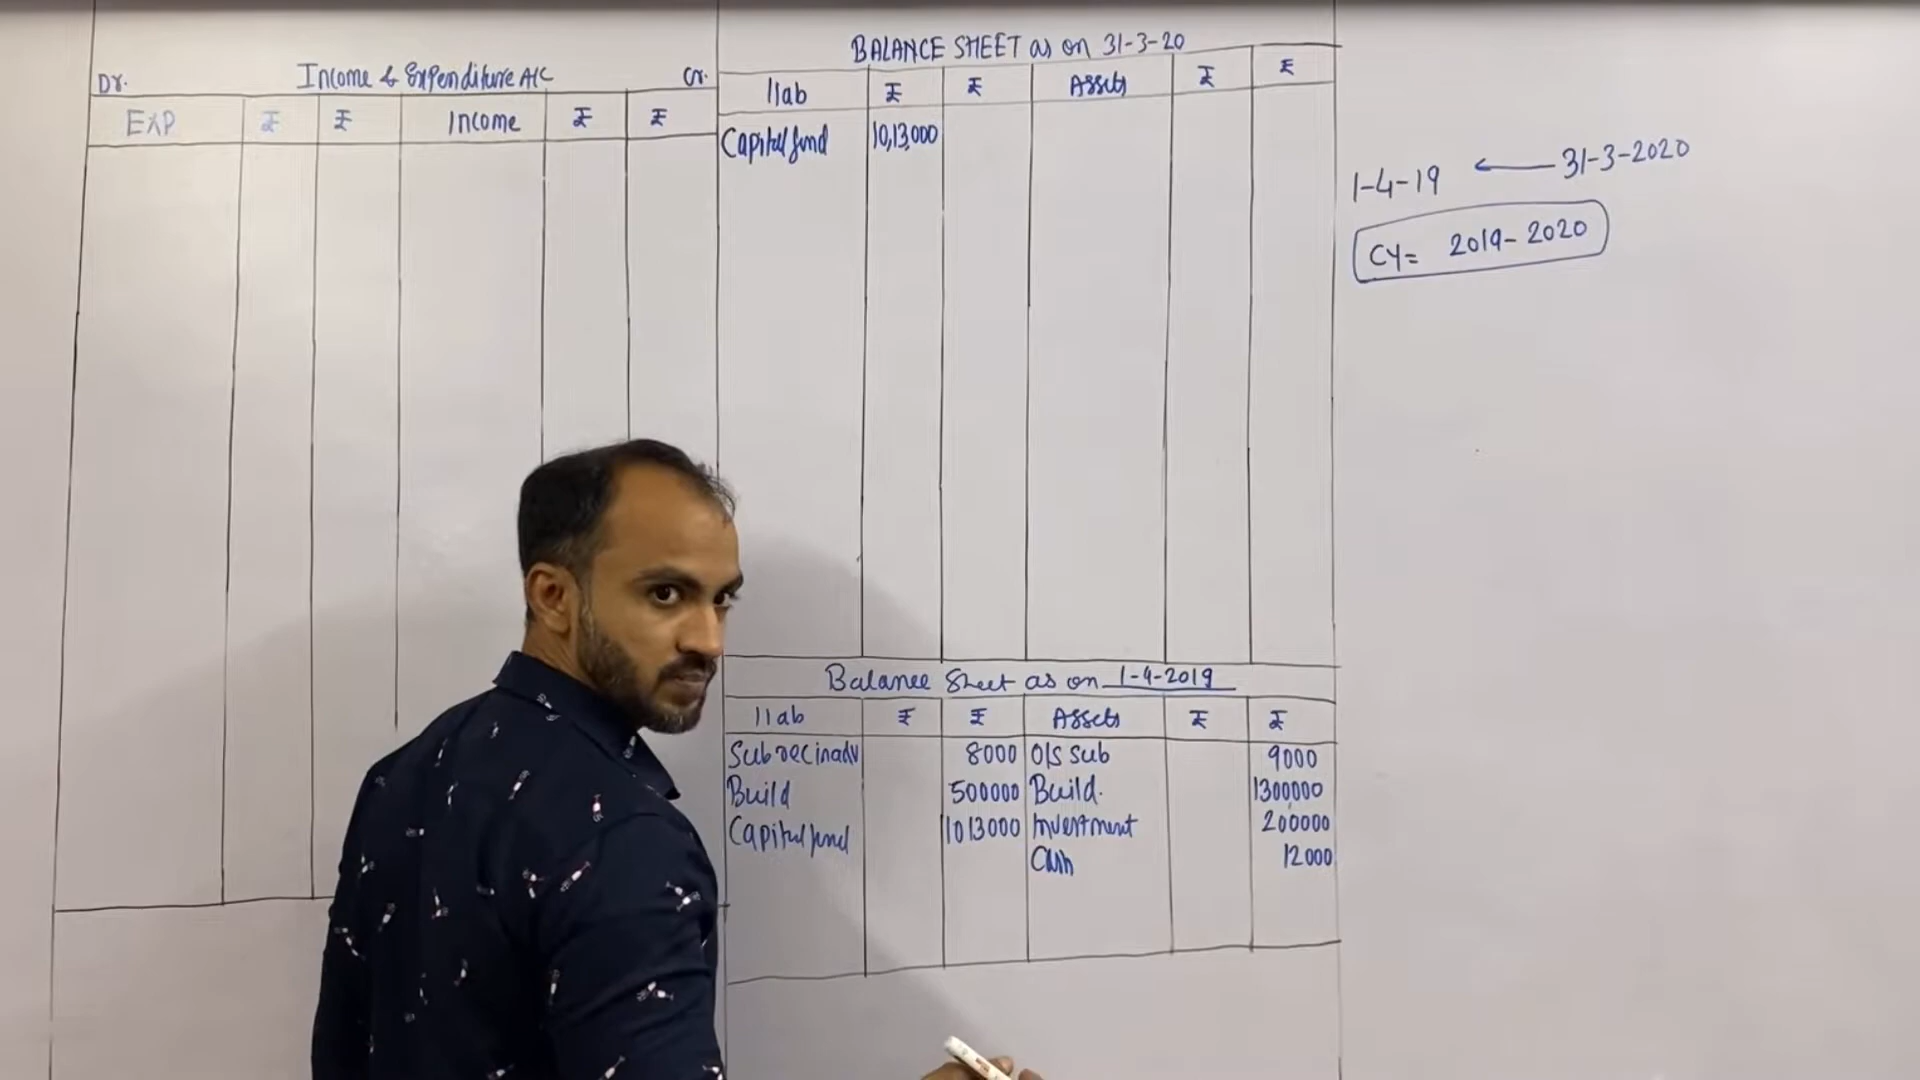 Dr. Income & Expenditure A/C Cr.
EXP ₹ ₹ Income ₹ ₹
BALANCE SHEET as on 31-3-20
liab ₹ ₹ Assets ₹ ₹
Capital fund 10,13,000
1-4-19 ← 31-3-2020
CY= 2019-2020
Balance Sheet as on 1-4-2019
liab ₹ ₹ Assets ₹ ₹
Sub rec in adv 8000 O/S Sub 9000
Build 500000 Build. 1300000
Capital fund 1013000 Investment 200000
Cash 12000